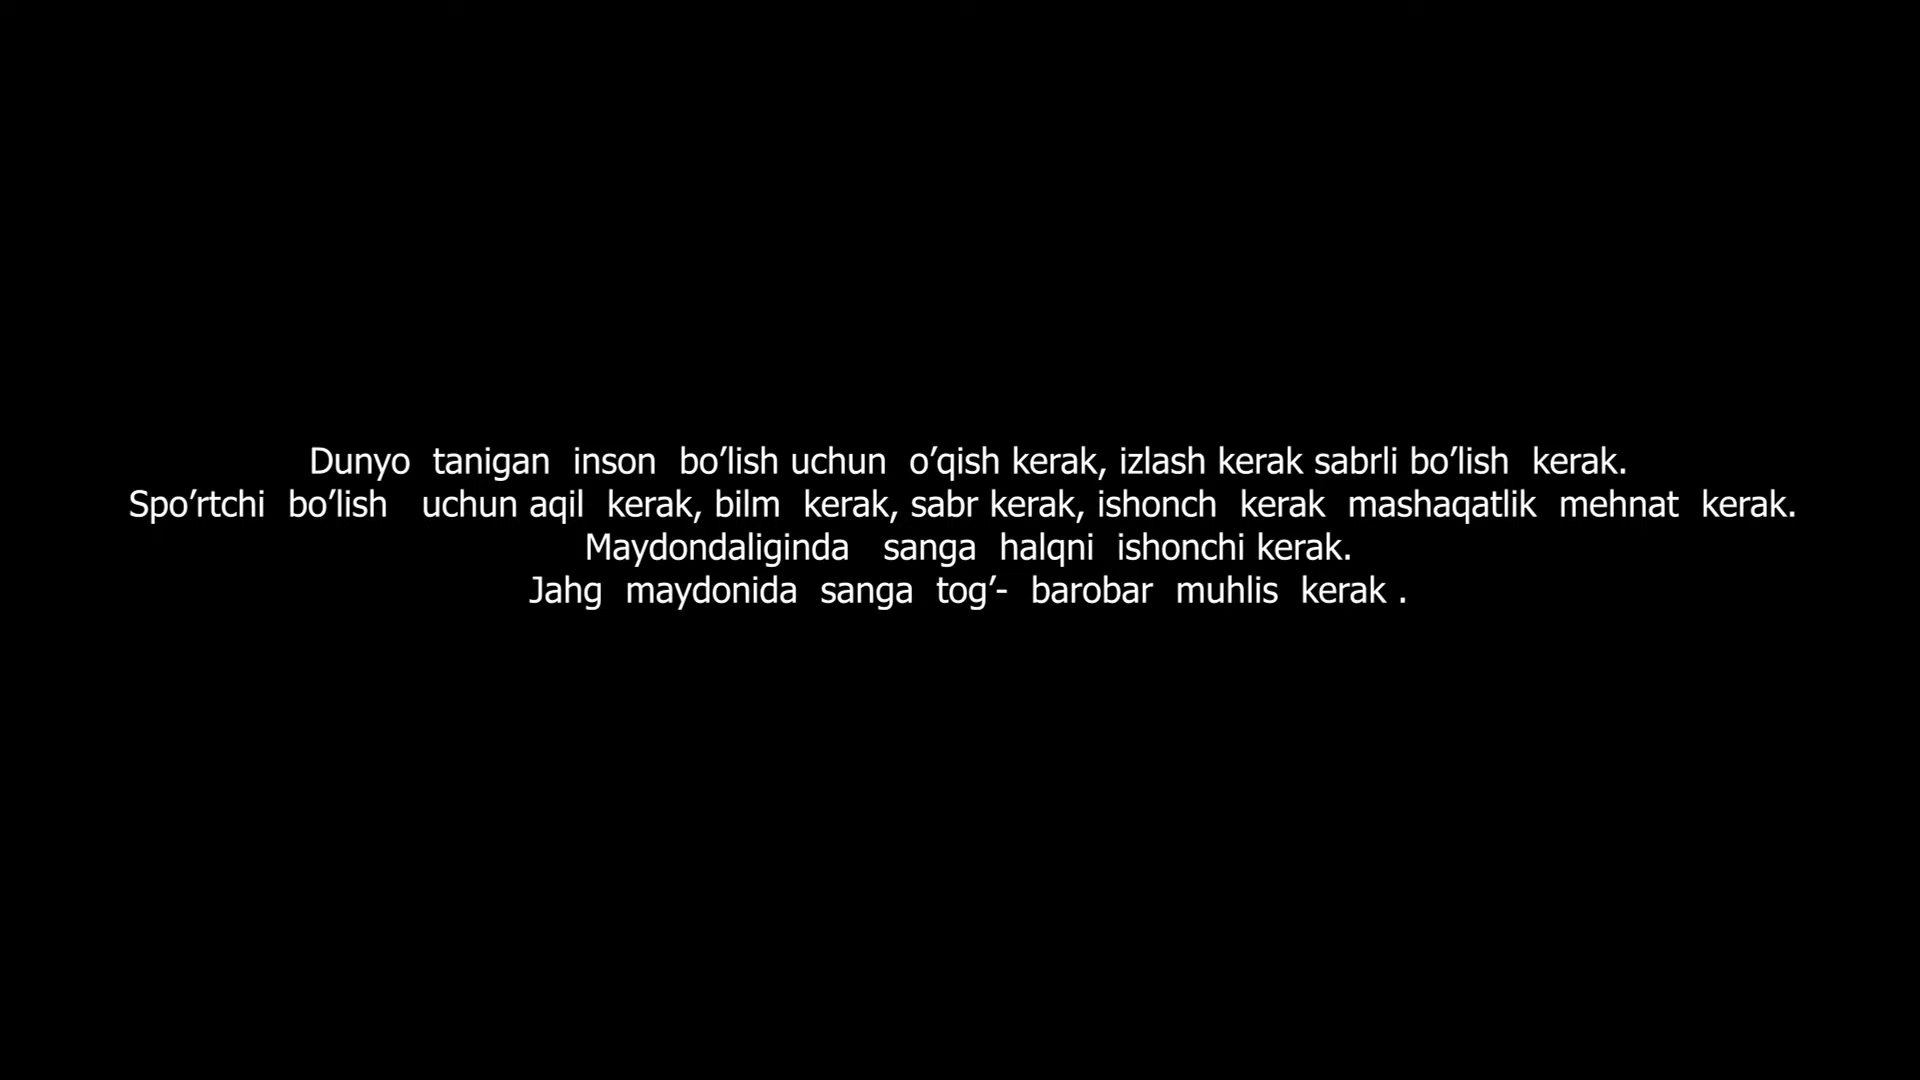 Dunyo tanigan inson bo’lish uchun o’qish kerak, izlash kerak sabrli bo’lish kerak.
Spo’rtchi bo’lish uchun aqil kerak, bilm kerak, sabr kerak, ishonch kerak mashaqatlik mehnat kerak.
Maydondaliginda sanga halqni ishonchi kerak.
Jahg maydonida sanga tog’- barobar muhlis kerak .